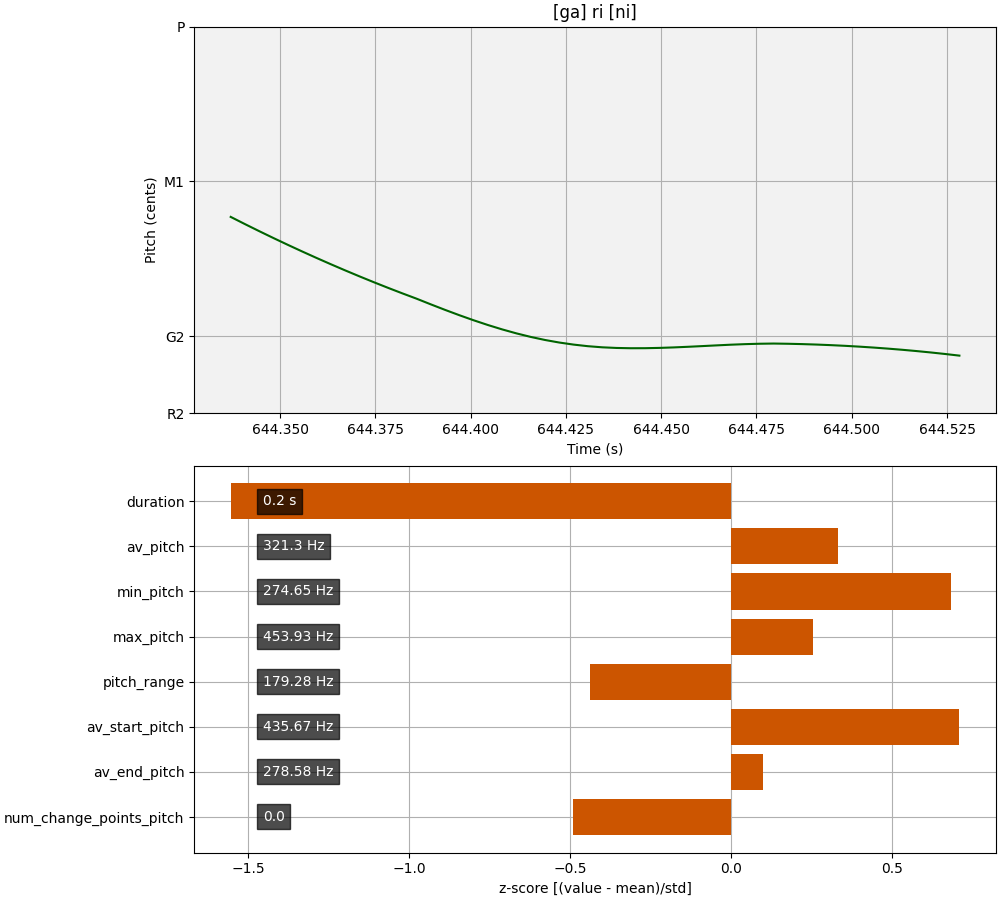 [ga] ri [ni]
P
M1
G2
R2
Pitch (cents)
644.350 644.375 644.400 644.425 644.450 644.475 644.500 644.525
Time (s)
duration 0.2 s
av_pitch 321.3 Hz
min_pitch 274.65 Hz
max_pitch 453.93 Hz
pitch_range 179.28 Hz
av_start_pitch 435.67 Hz
av_end_pitch 278.58 Hz
num_change_points_pitch 0.0
−1.5 −1.0 −0.5 0.0 0.5
z-score [(value - mean)/std]